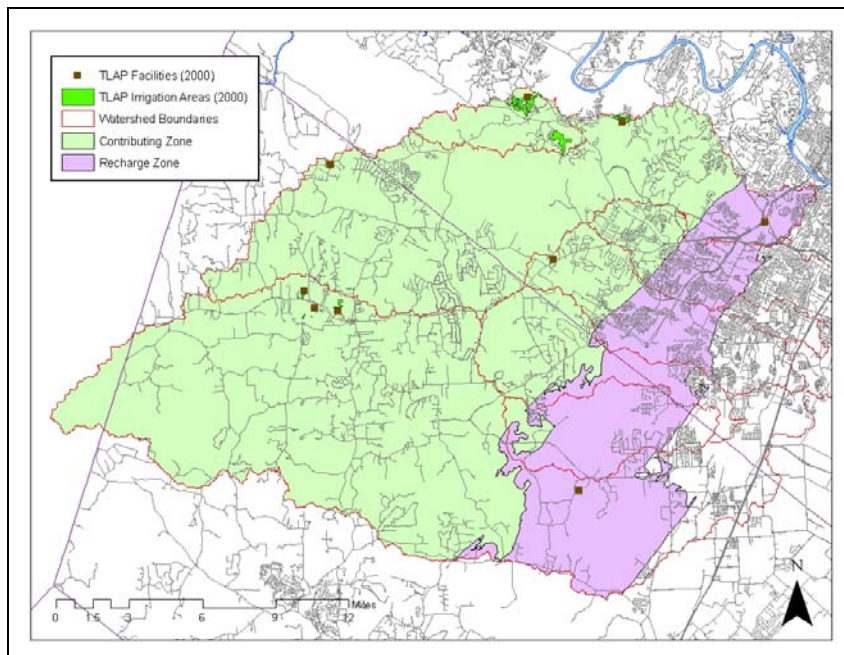 TLAP Facilities (2000)
TLAP Irrigation Areas (2000)
Watershed Boundaries
Contributing Zone
Recharge Zone
N
0 1.5 3 6 9 12
Miles